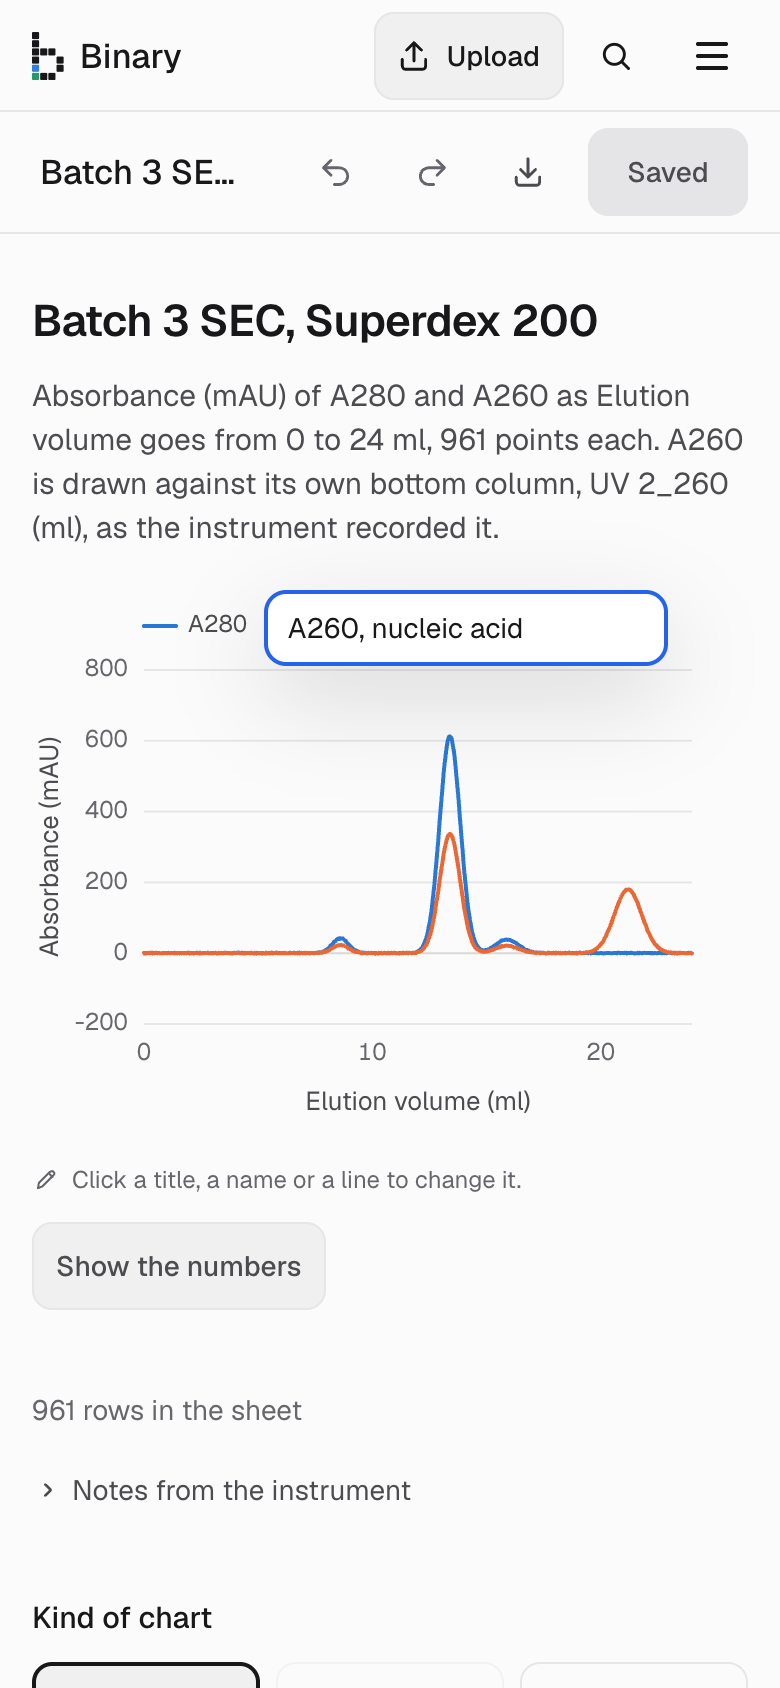 Binary
Upload
Batch 3 SE...
Saved
Batch 3 SEC, Superdex 200
Absorbance (mAU) of A280 and A260 as Elution
volume goes from 0 to 24 ml, 961 points each. A260
is drawn against its own bottom column, UV 2_260
(ml), as the instrument recorded it.
A280
A260, nucleic acid
800
600
400
200
0
-200
Absorbance (mAU)
0 10 20
Elution volume (ml)
Click a title, a name or a line to change it.
Show the numbers
961 rows in the sheet
Notes from the instrument
Kind of chart